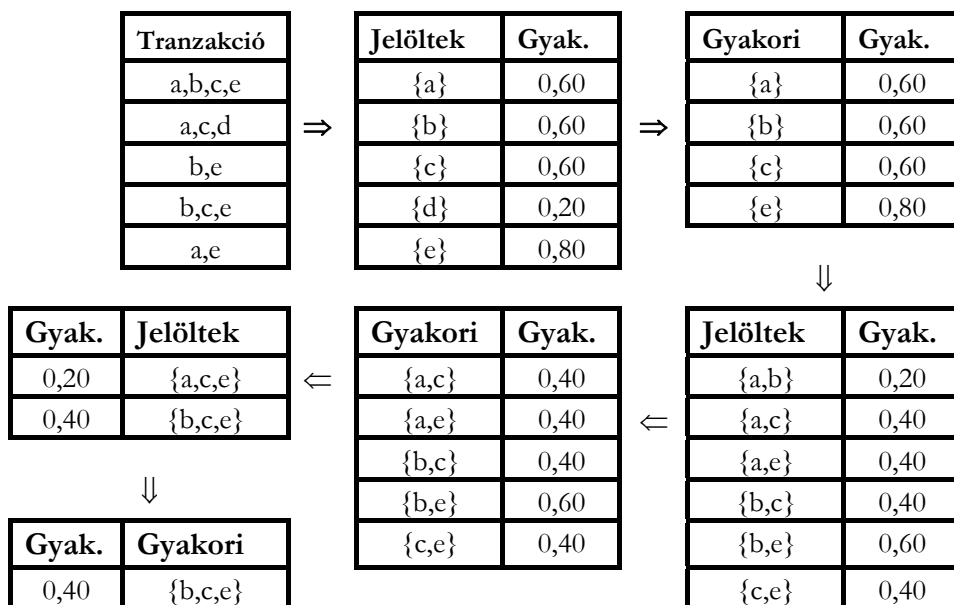 Tranzakció
a,b,c,e
a,c,d
b,e
b,c,e
a,e
⇒
Jelöltek Gyak.
{a} 0,60
{b} 0,60
{c} 0,60
{d} 0,20
{e} 0,80
⇒
Gyakori Gyak.
{a} 0,60
{b} 0,60
{c} 0,60
{e} 0,80
⇓
Jelöltek Gyak.
{a,b} 0,20
{a,c} 0,40
{a,e} 0,40
{b,c} 0,40
{b,e} 0,60
{c,e} 0,40
⇐
Gyakori Gyak.
{a,c} 0,40
{a,e} 0,40
{b,c} 0,40
{b,e} 0,60
{c,e} 0,40
⇐
Gyak. Jelöltek
0,20 {a,c,e}
0,40 {b,c,e}
⇓
Gyak. Gyakori
0,40 {b,c,e}